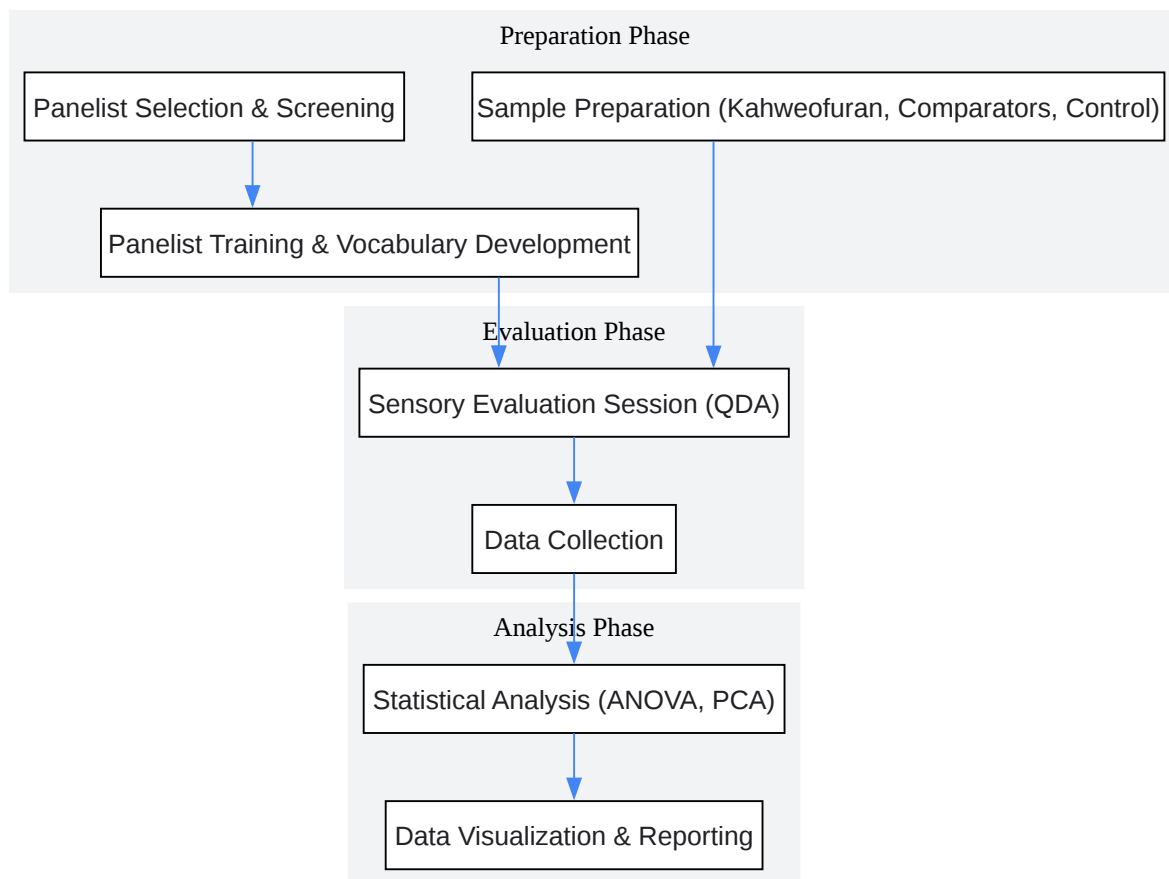 Preparation Phase
Panelist Selection & Screening
Sample Preparation (Kahweofuran, Comparators, Control)
Panelist Training & Vocabulary Development
Evaluation Phase
Sensory Evaluation Session (QDA)
Data Collection
Analysis Phase
Statistical Analysis (ANOVA, PCA)
Data Visualization & Reporting